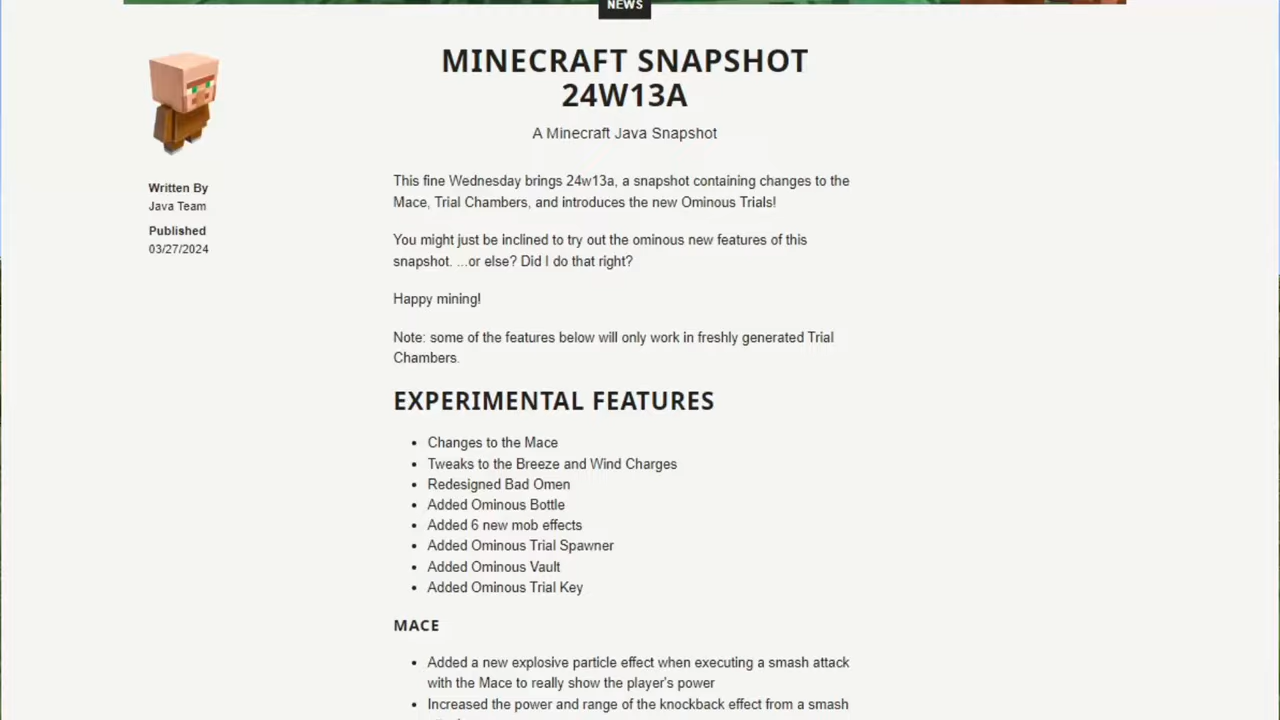 NEWS
MINECRAFT SNAPSHOT
24W13A
A Minecraft Java Snapshot
Written By
Java Team
Published
03/27/2024
This fine Wednesday brings 24w13a, a snapshot containing changes to the
Mace, Trial Chambers, and introduces the new Ominous Trials!
You might just be inclined to try out the ominous new features of this
snapshot. ...or else? Did I do that right?
Happy mining!
Note: some of the features below will only work in freshly generated Trial
Chambers.
EXPERIMENTAL FEATURES
• Changes to the Mace
• Tweaks to the Breeze and Wind Charges
• Redesigned Bad Omen
• Added Ominous Bottle
• Added 6 new mob effects
• Added Ominous Trial Spawner
• Added Ominous Vault
• Added Ominous Trial Key
MACE
• Added a new explosive particle effect when executing a smash attack
with the Mace to really show the player's power
• Increased the power and range of the knockback effect from a smash